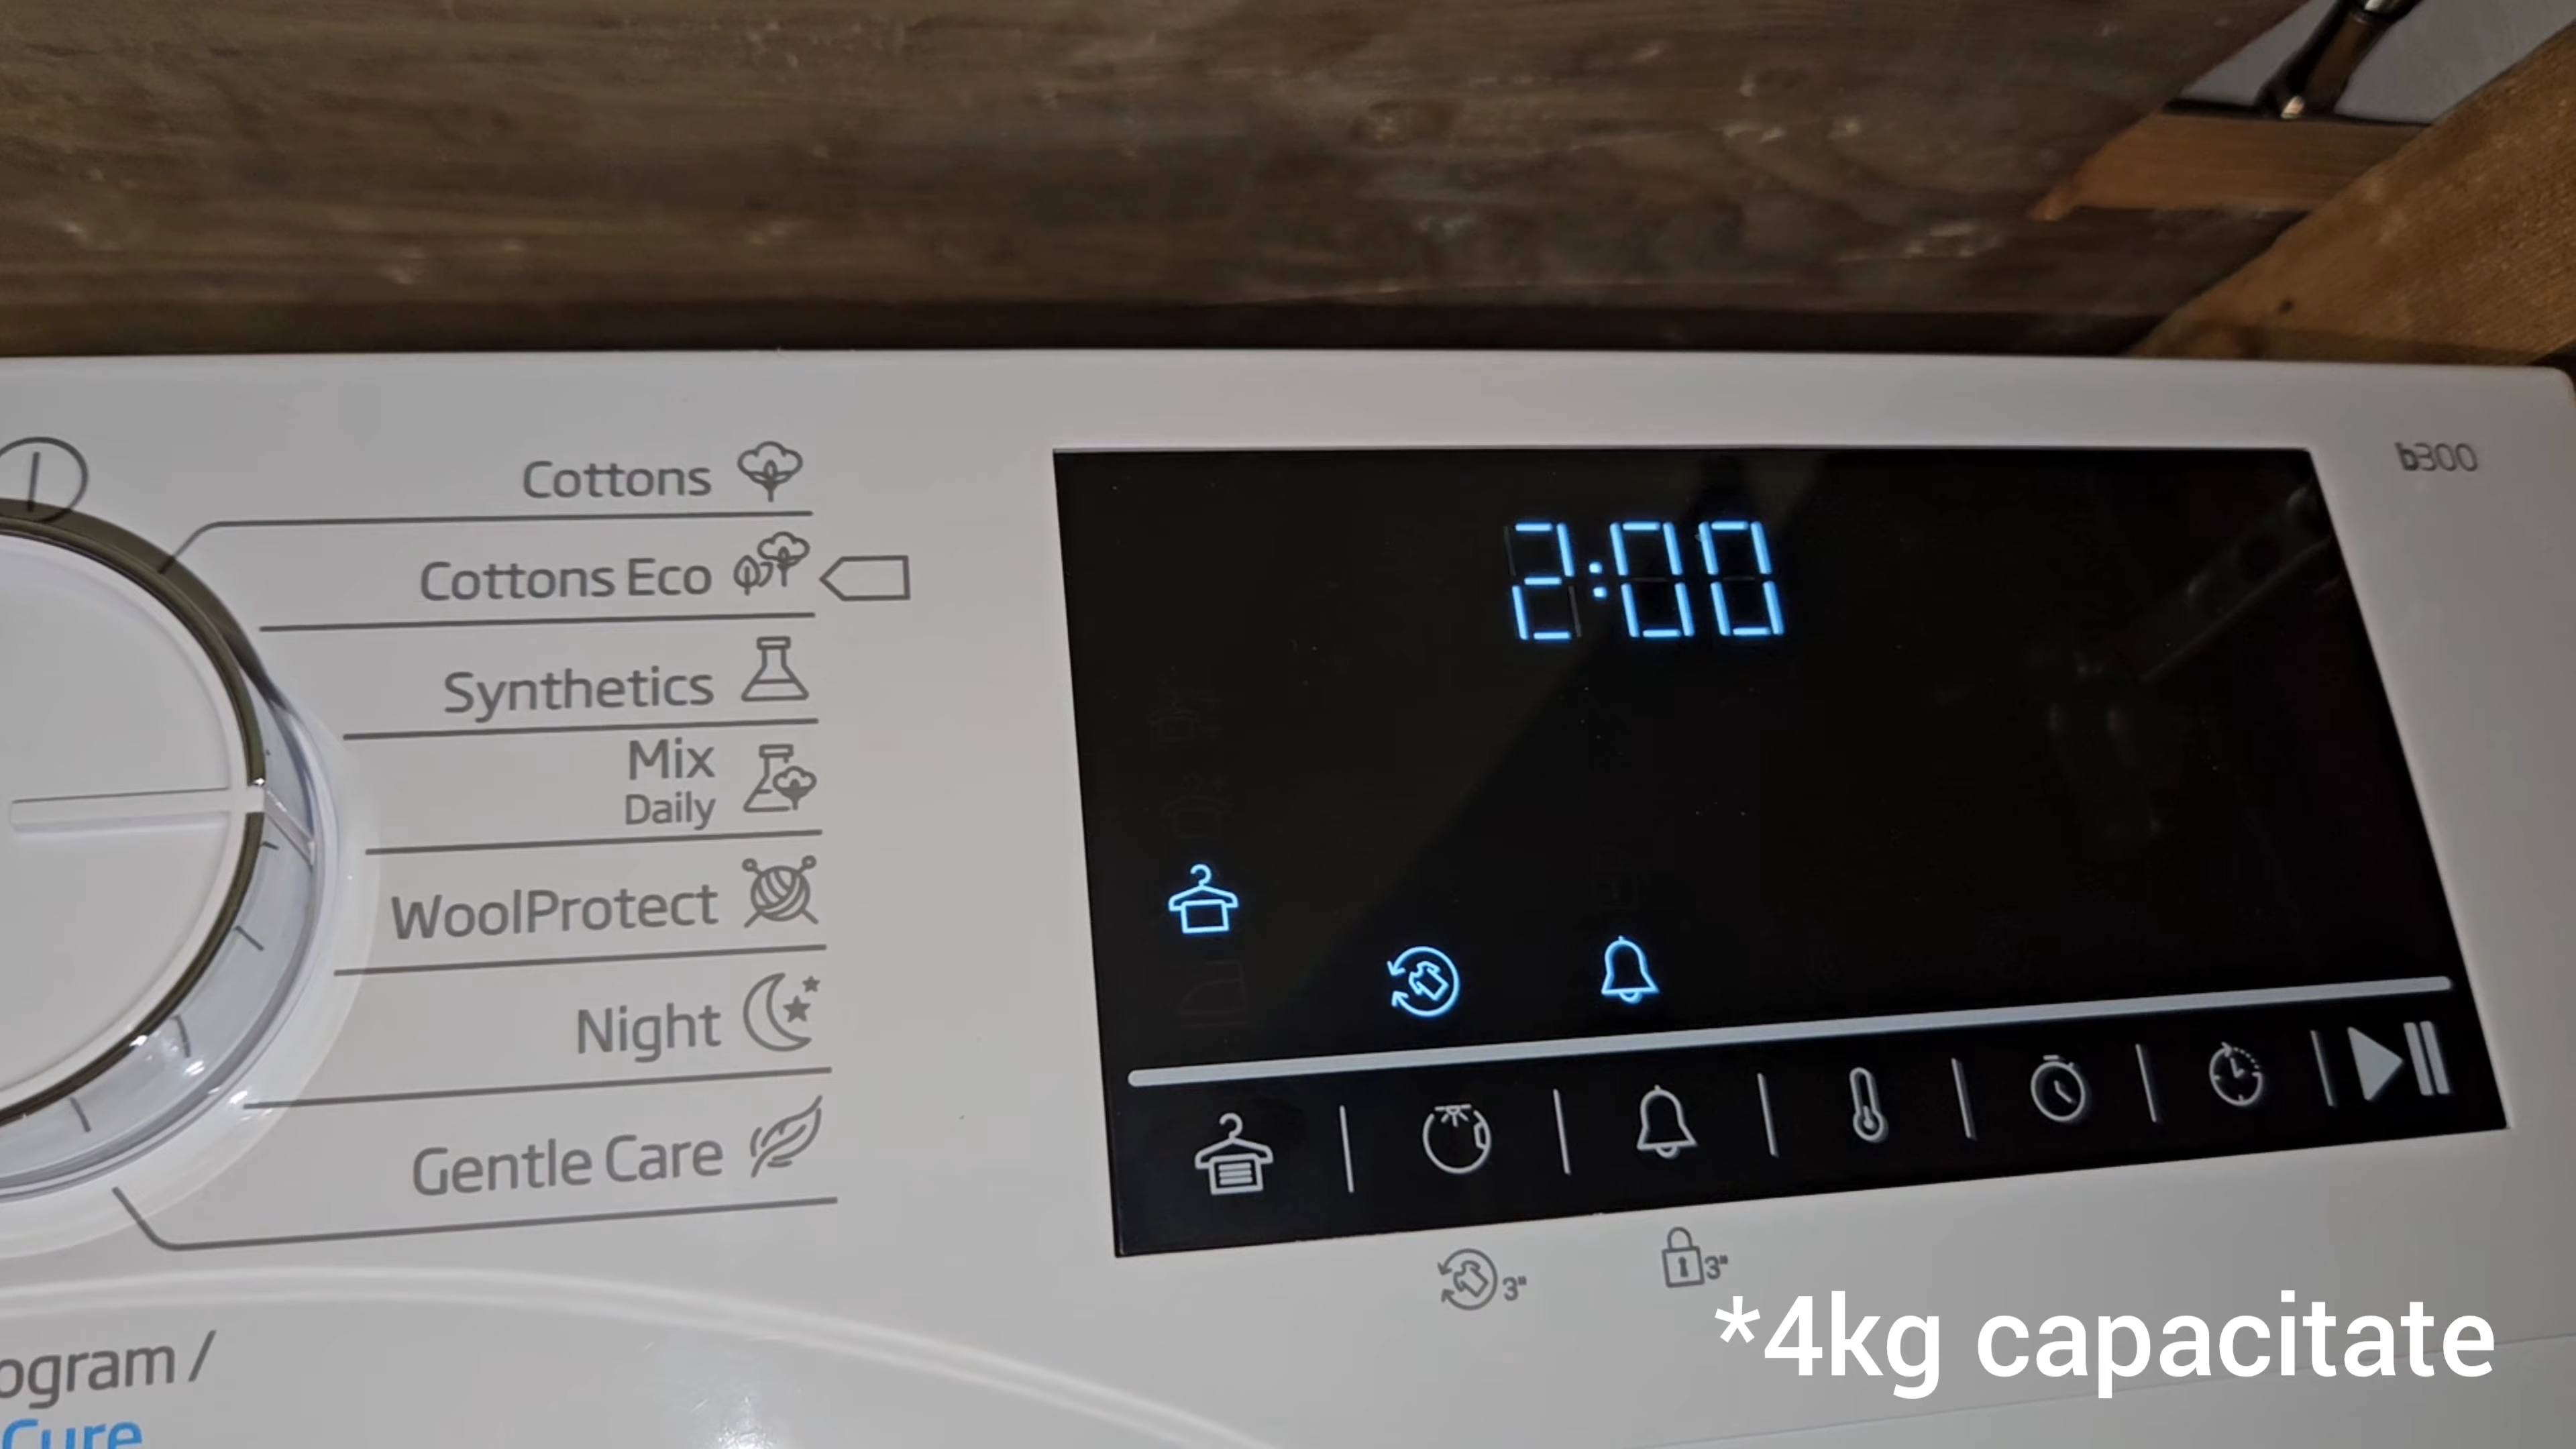 b300
Cottons
Cottons Eco
2:00
Synthetics
Mix
Daily
WoolProtect
Night
Gentle Care
3"
3"
*4kg capacitate
ogram /
Cure